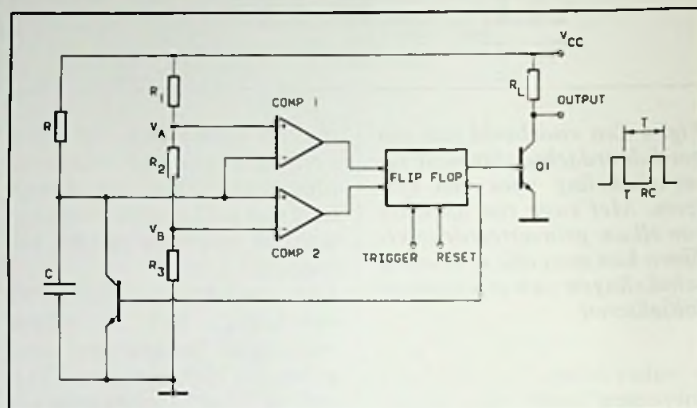 V_CC
R_1
R_L
COMP 1
OUTPUT
R
V_A
T
R_2
FLIP FLOP
Q1
T RC
V_B
COMP 2
TRIGGER RESET
C
R_3